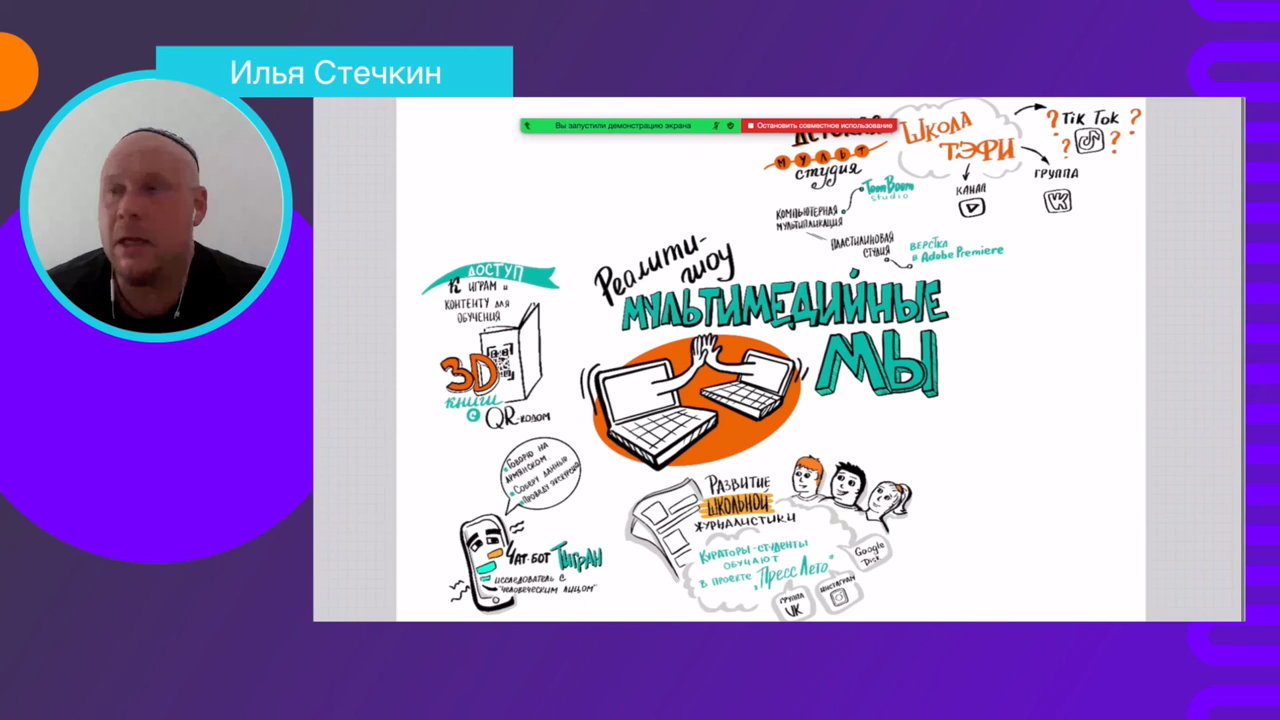 Илья Стечкин
Вы запустили демонстрацию экрана
Остановить совместное использование
МУЛЬТ
СТУДИЯ
ШКОЛА
ТЭФИ
? Tik Tok ?
? ?
КАНАЛ
ГРУППА
КОМПЬЮТЕРНАЯ
МУЛЬТИПЛИКАЦИЯ
Toon Boom
studio
ПЛАСТИЛИНОВАЯ
СТУДИЯ
ВЕРСТКА
в Adobe Premiere
Реалити-
шоу
МУЛЬТИМЕДИЙНЫЕ
МЫ
ДОСТУП
К ИГРАМ и
КОНТЕНТУ для
ОБУЧЕНИЯ
3D
КНИГИ
С QR-кодом
• Говорю на
армянском
• Соберу данные
• Проведу экскурсию
ЧАТ-БОТ ТИГРАН
ИССЛЕДОВАТЕЛЬ С
"ЧЕЛОВЕЧЕСКИМ ЛИЦОМ"
РАЗВИТИЕ
ШКОЛЬНОЙ
ЖУРНАЛИСТИКИ
КУРАТОРЫ-СТУДЕНТЫ
ОБУЧАЮТ
В ПРОЕКТЕ „Пресс Лето"
ГРУППА
VK
ИНСТАГРАМ
Google
Disk